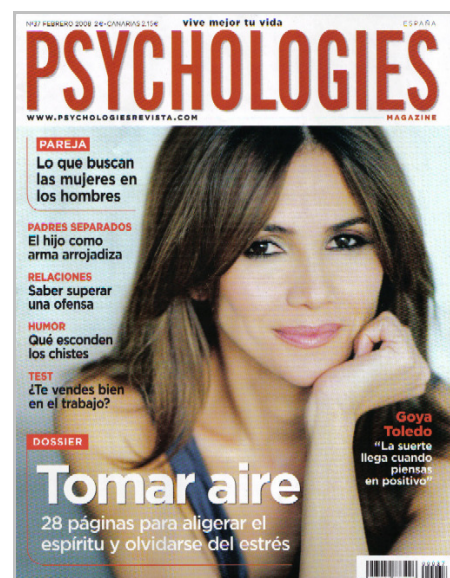 Nº37 FEBRERO 2008 2€·CANARIAS 2,15€
vive mejor tu vida
ESPAÑA
PSYCHOLOGIES
WWW.PSYCHOLOGIESREVISTA.COM
MAGAZINE
PAREJA
Lo que buscan
las mujeres en
los hombres
PADRES SEPARADOS
El hijo como
arma arrojadiza
RELACIONES
Saber superar
una ofensa
HUMOR
Qué esconden
los chistes
TEST
¿Te vendes bien
en el trabajo?
Goya
Toledo
“La suerte
llega cuando
piensas
en positivo”
DOSSIER
Tomar aire
28 páginas para aligerar el
espíritu y olvidarse del estrés